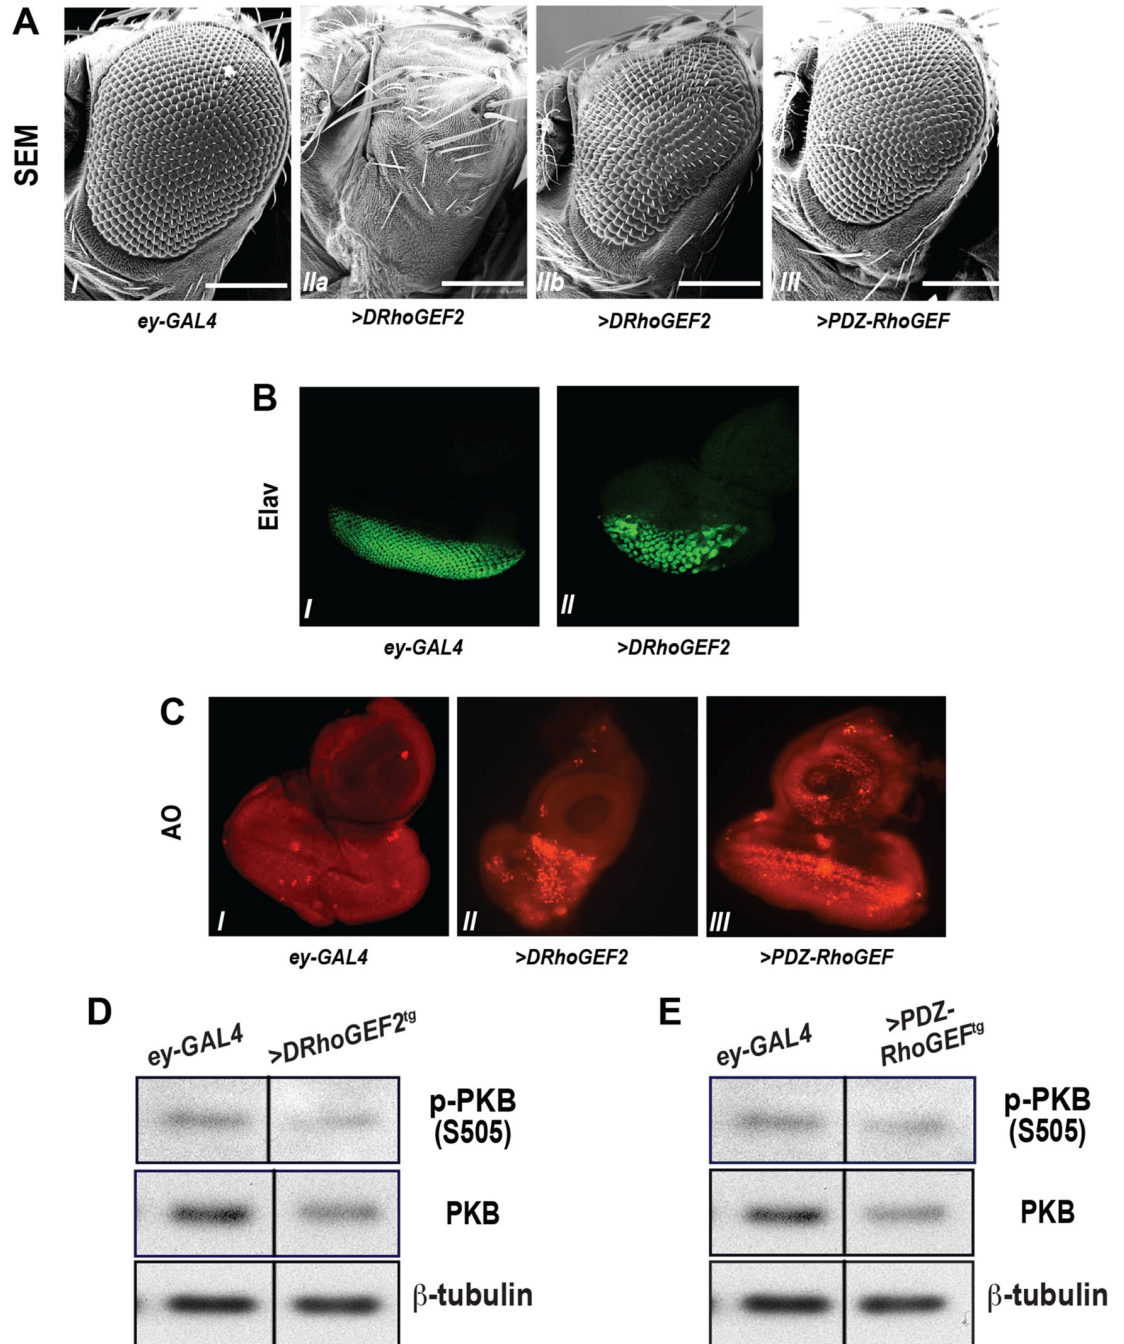 A
SEM
I
IIa
IIb
III
ey-GAL4
>DRhoGEF2
>DRhoGEF2
>PDZ-RhoGEF
B
Elav
I
II
ey-GAL4
>DRhoGEF2
C
AO
I
II
III
ey-GAL4
>DRhoGEF2
>PDZ-RhoGEF
D
ey-GAL4
>DRhoGEF2tg
p-PKB
(S505)
PKB
β-tubulin
E
ey-GAL4
>PDZ-
RhoGEFtg
p-PKB
(S505)
PKB
β-tubulin